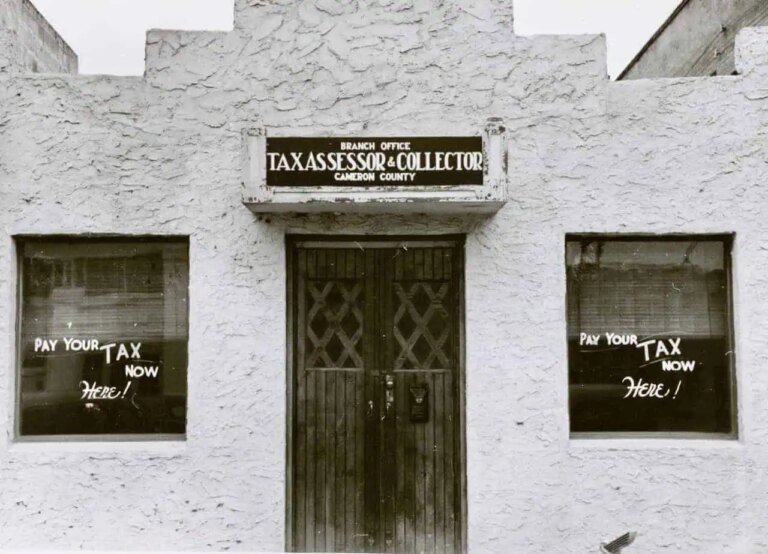 BRANCH OFFICE
TAX ASSESSOR & COLLECTOR
CAMERON COUNTY
PAY YOUR TAX
NOW
HERE!
PAY YOUR TAX
NOW
HERE!